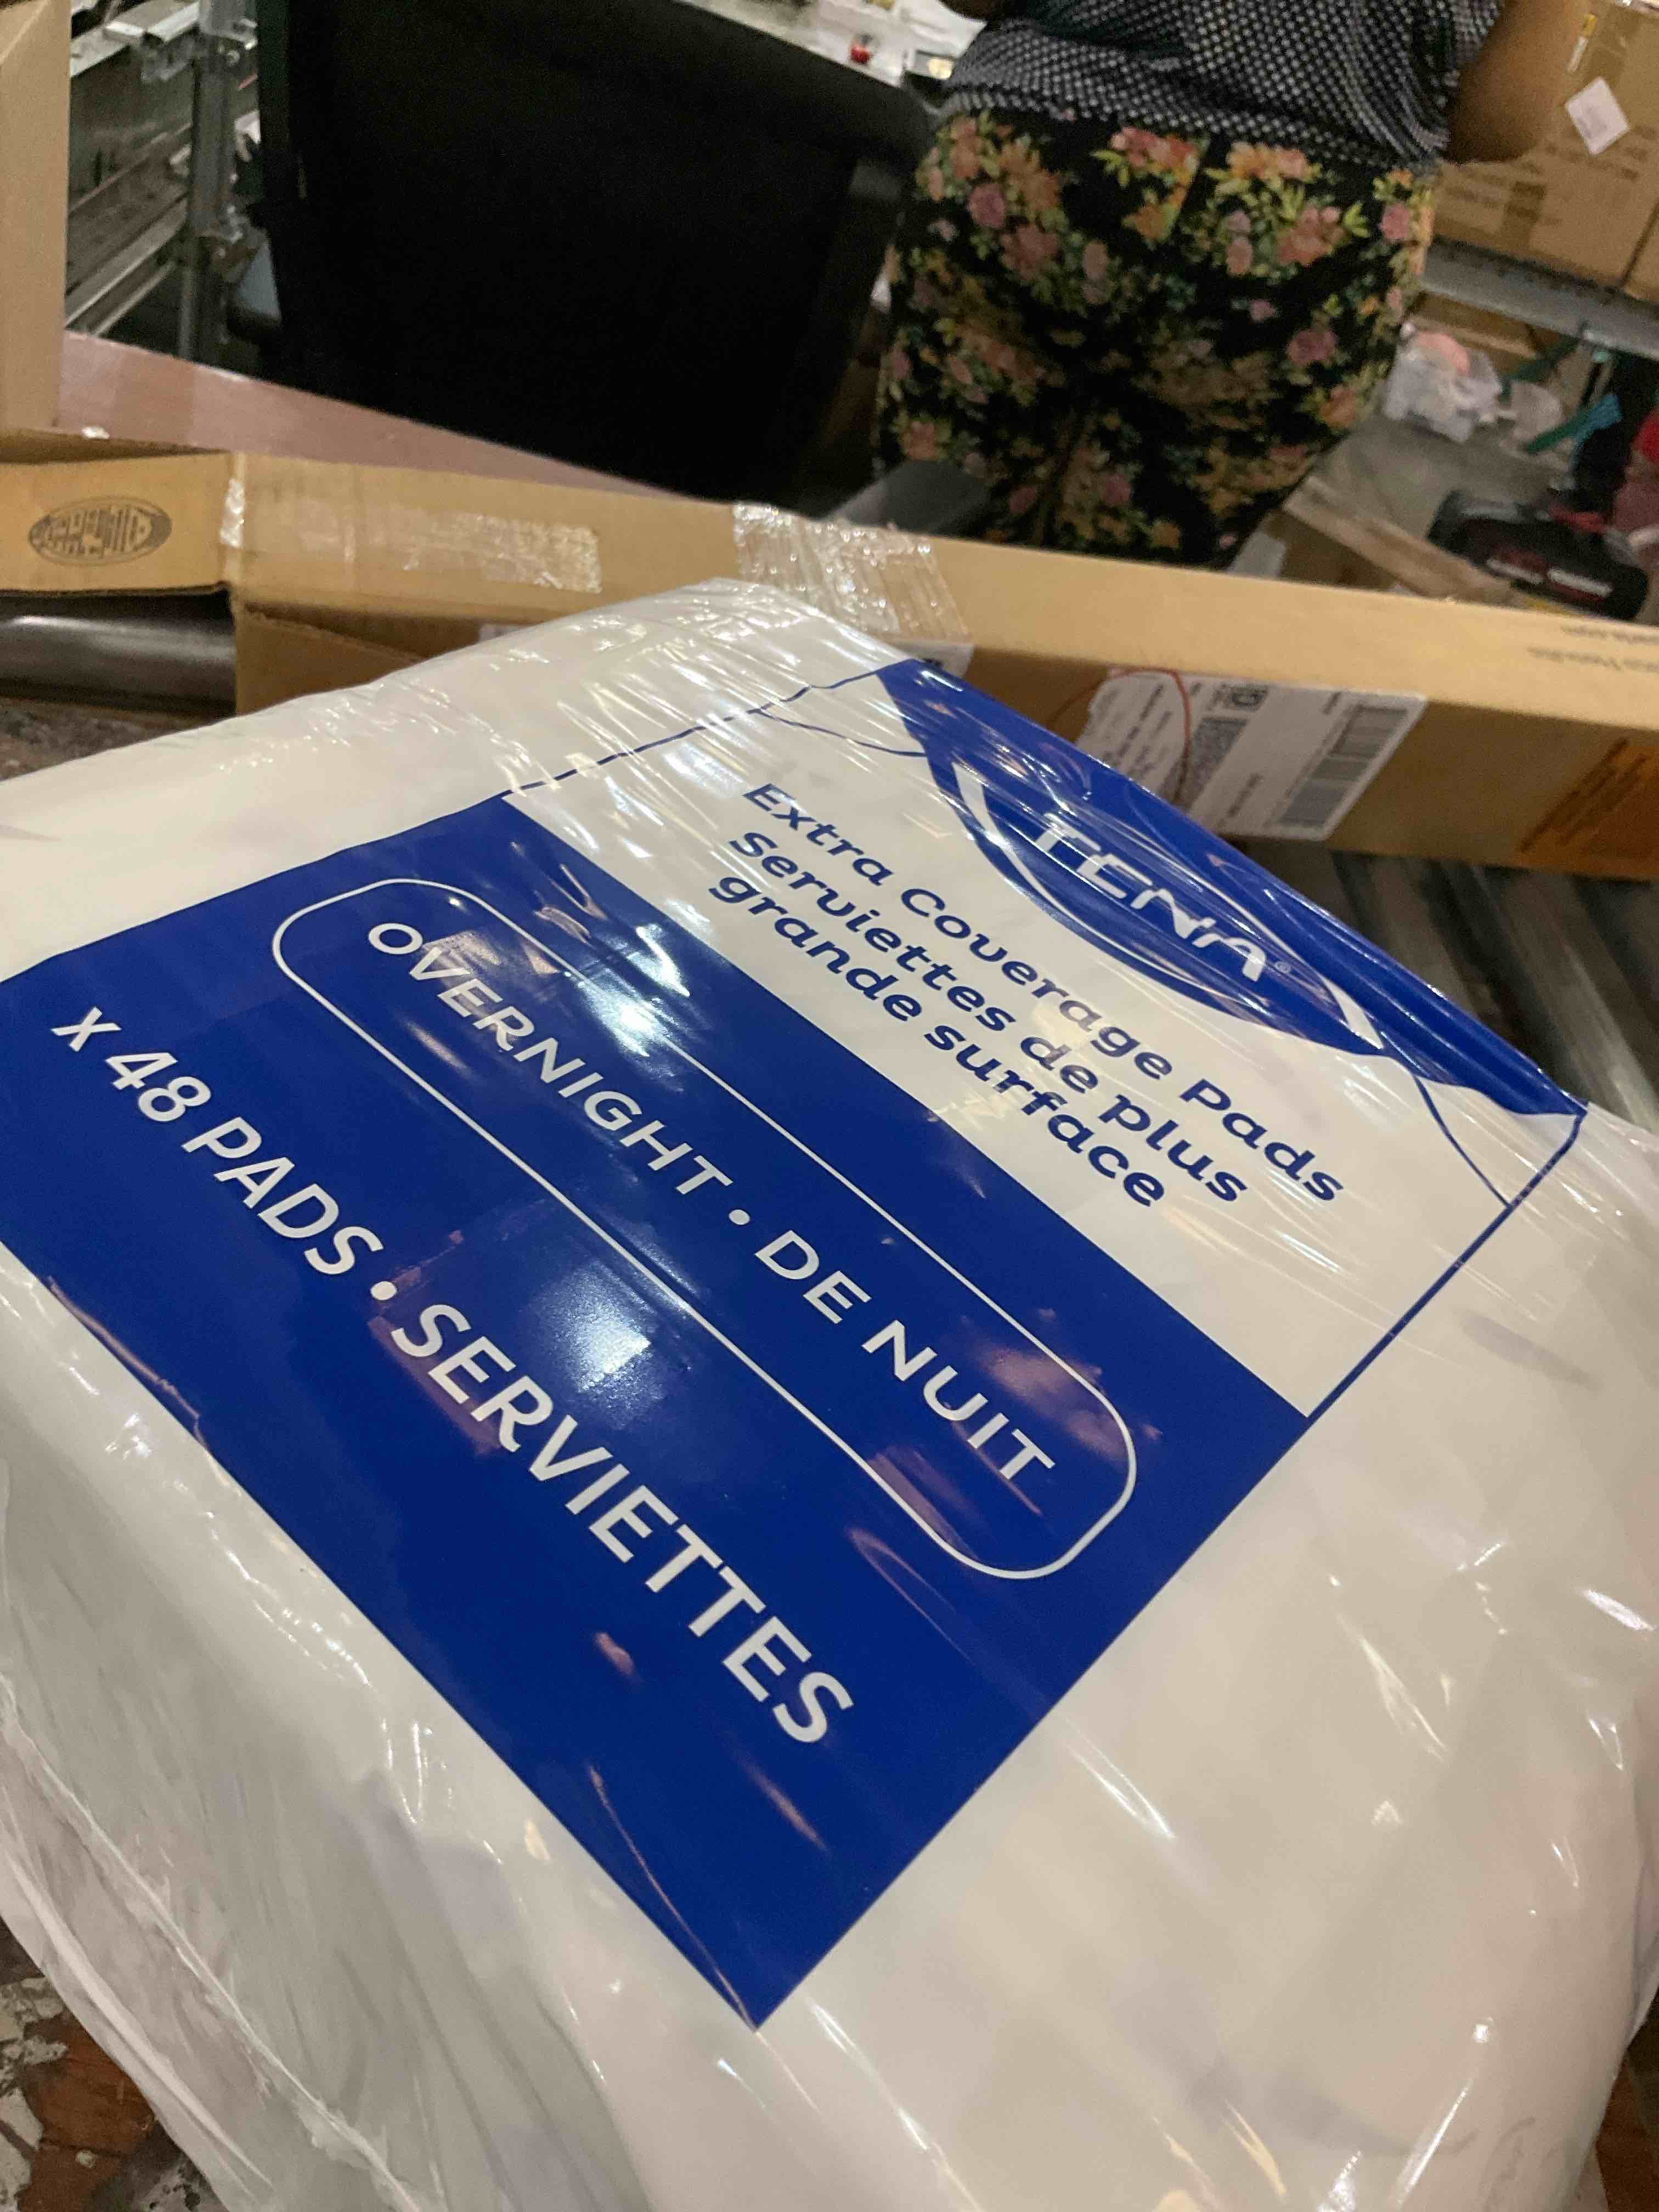 TENA®
Extra Coverage Pads
Serviettes de plus
grande surface
OVERNIGHT • DE NUIT
X 48 PADS • SERVIETTES